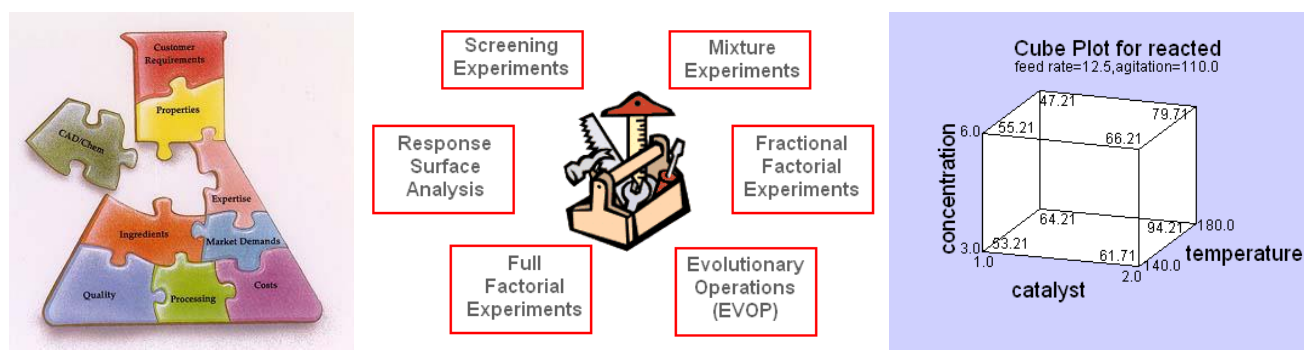 Customer
Requirements
Properties
CAD/Chem
Expertise
Ingredients
Market Demands
Quality
Processing
Costs
Screening
Experiments
Mixture
Experiments
Response
Surface
Analysis
Fractional
Factorial
Experiments
Full
Factorial
Experiments
Evolutionary
Operations
(EVOP)
Cube Plot for reacted
feed rate=12.5,agitation=110.0
47.21
79.71
6.0
55.21
66.21
concentration
64.21
94.21
180.0
3.0
53.21
61.71
temperature
1.0
2.0
140.0
catalyst